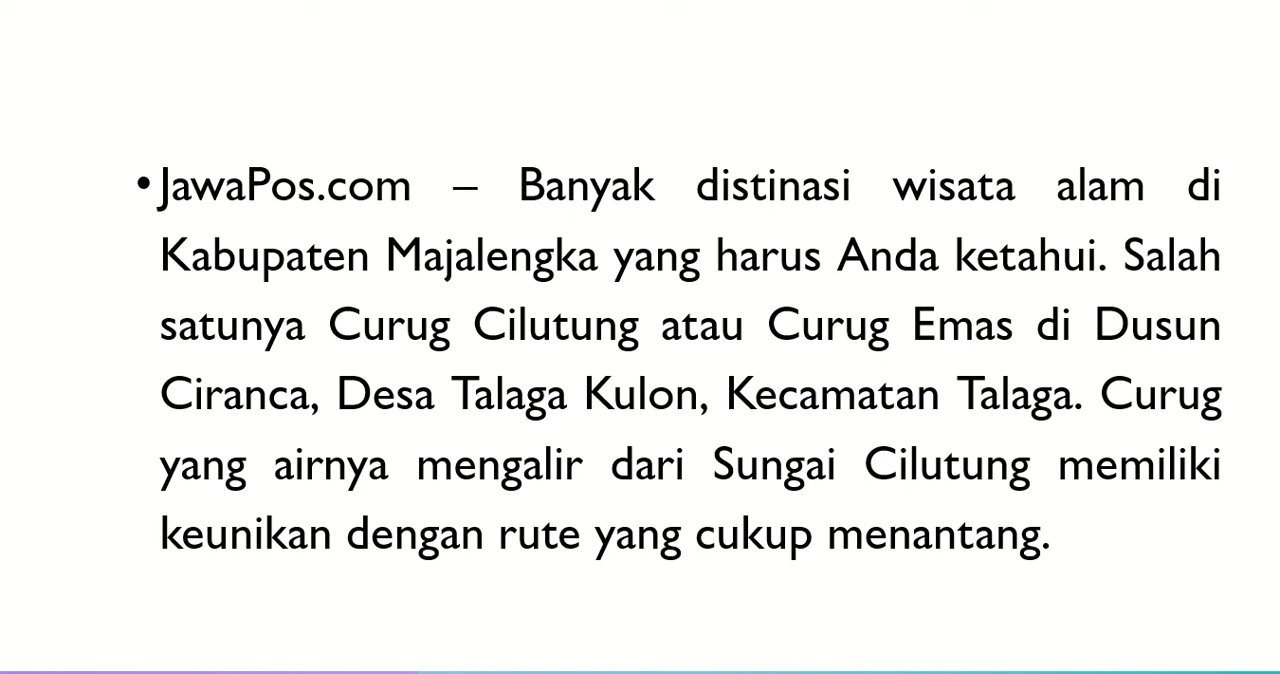 • JawaPos.com – Banyak distinasi wisata alam di
Kabupaten Majalengka yang harus Anda ketahui. Salah
satunya Curug Cilutung atau Curug Emas di Dusun
Ciranca, Desa Talaga Kulon, Kecamatan Talaga. Curug
yang airnya mengalir dari Sungai Cilutung memiliki
keunikan dengan rute yang cukup menantang.